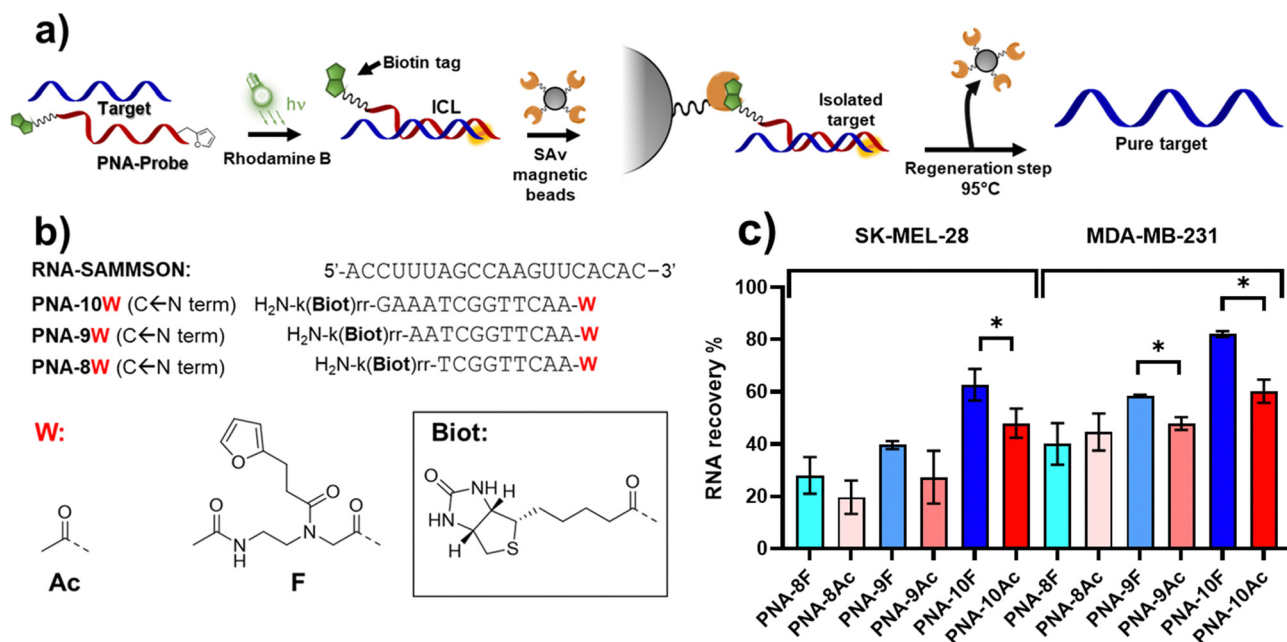 a)
Target
PNA-Probe
hν
Rhodamine B
Biotin tag
ICL
SAv
magnetic
beads
Isolated
target
Regeneration step
95°C
Pure target
b)
RNA-SAMMSON: 5'-ACCUUUAGCCAAGUUCACAC-3'
PNA-10W (C←N term) H₂N-k(Biot)rr-GAAATCGGTTCAA-W
PNA-9W (C←N term) H₂N-k(Biot)rr-AATCGGTTCAA-W
PNA-8W (C←N term) H₂N-k(Biot)rr-TCGGTTCAA-W
W:
O
Ac
O
O
O
N
H
N
O
F
Biot:
O
NH
HN
H
H
S
O
c)
SK-MEL-28 MDA-MB-231
RNA recovery %
100
80
60
40
20
0
*
*
*
PNA-8F
PNA-8Ac
PNA-9F
PNA-9Ac
PNA-10F
PNA-10Ac
PNA-8F
PNA-8Ac
PNA-9F
PNA-9Ac
PNA-10F
PNA-10Ac